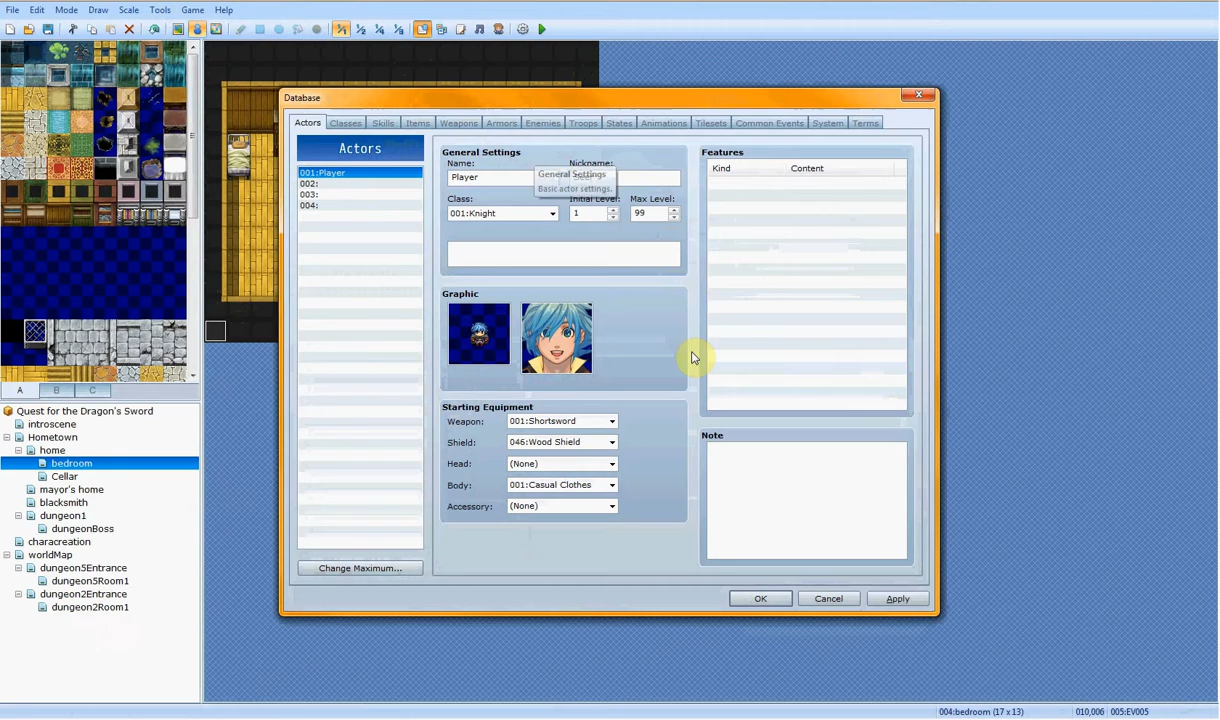 File Edit Mode Draw Scale Tools Game Help
Database
Actors Classes Skills Items Weapons Armors Enemies Troops States Animations Tilesets Common Events System Terms
Actors
001:Player
002:
003:
004:
Change Maximum...
General Settings
Name: Nickname:
Player
General Settings
Basic actor settings.
Class: Initial Level: Max Level:
001:Knight 1 99
Graphic
Starting Equipment
Weapon: 001:Shortsword
Shield: 046:Wood Shield
Head: (None)
Body: 001:Casual Clothes
Accessory: (None)
Features
Kind Content
Note
OK Cancel Apply
A B C
Quest for the Dragon's Sword
introscene
Hometown
home
bedroom
Cellar
mayor's home
blacksmith
dungeon1
dungeonBoss
characreation
worldMap
dungeon5Entrance
dungeon5Room1
dungeon2Entrance
dungeon2Room1
004:bedroom (17 x 13) 010,006 005:EV005